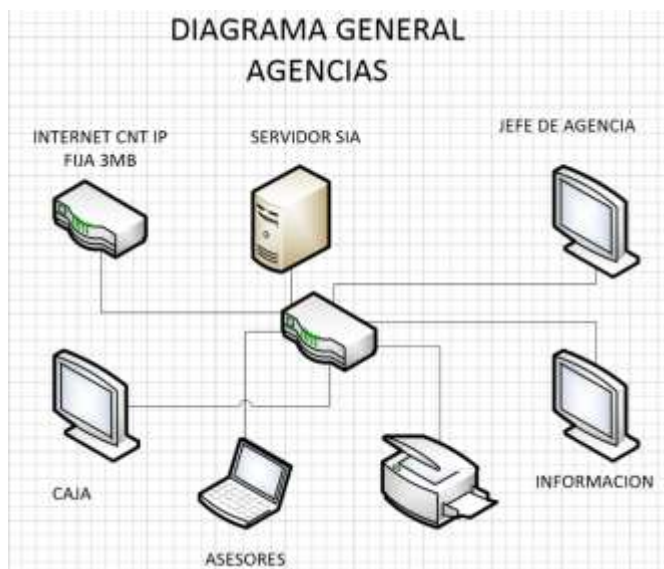 DIAGRAMA GENERAL
AGENCIAS
INTERNET CNT IP
FIJA 3MB
SERVIDOR SIA
JEFE DE AGENCIA
CAJA
ASESORES
INFORMACION